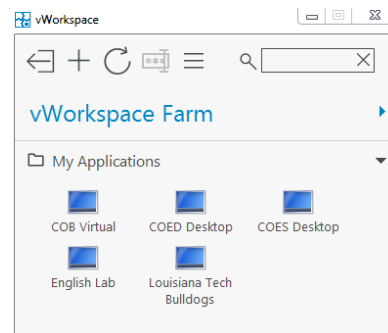 vWorkspace
vWorkspace Farm
My Applications
COB Virtual
COED Desktop
COES Desktop
English Lab
Louisiana Tech
Bulldogs